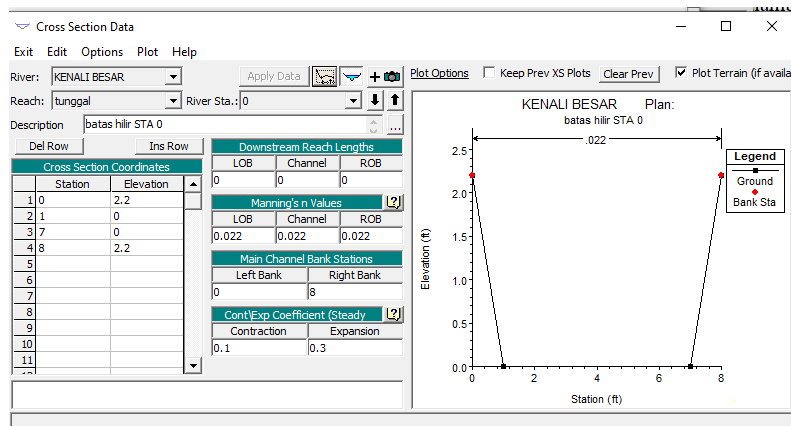 Cross Section Data
Exit Edit Options Plot Help
River: KENALI BESAR Apply Data + Plot Options Keep Prev XS Plots Clear Prev Plot Terrain (if availa
Reach: tunggal River Sta.: 0
Description batas hilir STA 0 ...
Del Row Ins Row
Cross Section Coordinates
Station Elevation
1 0 2.2
2 1 0
3 7 0
4 8 2.2
5
6
7
8
9
10
11
Downstream Reach Lengths
LOB Channel ROB
0 0 0
Manning's n Values
LOB Channel ROB
0.022 0.022 0.022
Main Channel Bank Stations
Left Bank Right Bank
0 8
Cont\Exp Coefficient (Steady
Contraction Expansion
0.1 0.3
KENALI BESAR Plan:
batas hilir STA 0
.022
Legend
Ground
Bank Sta
Elevation (ft)
2.5
2.0
1.5
1.0
0.5
0.0
0 2 4 6 8
Station (ft)